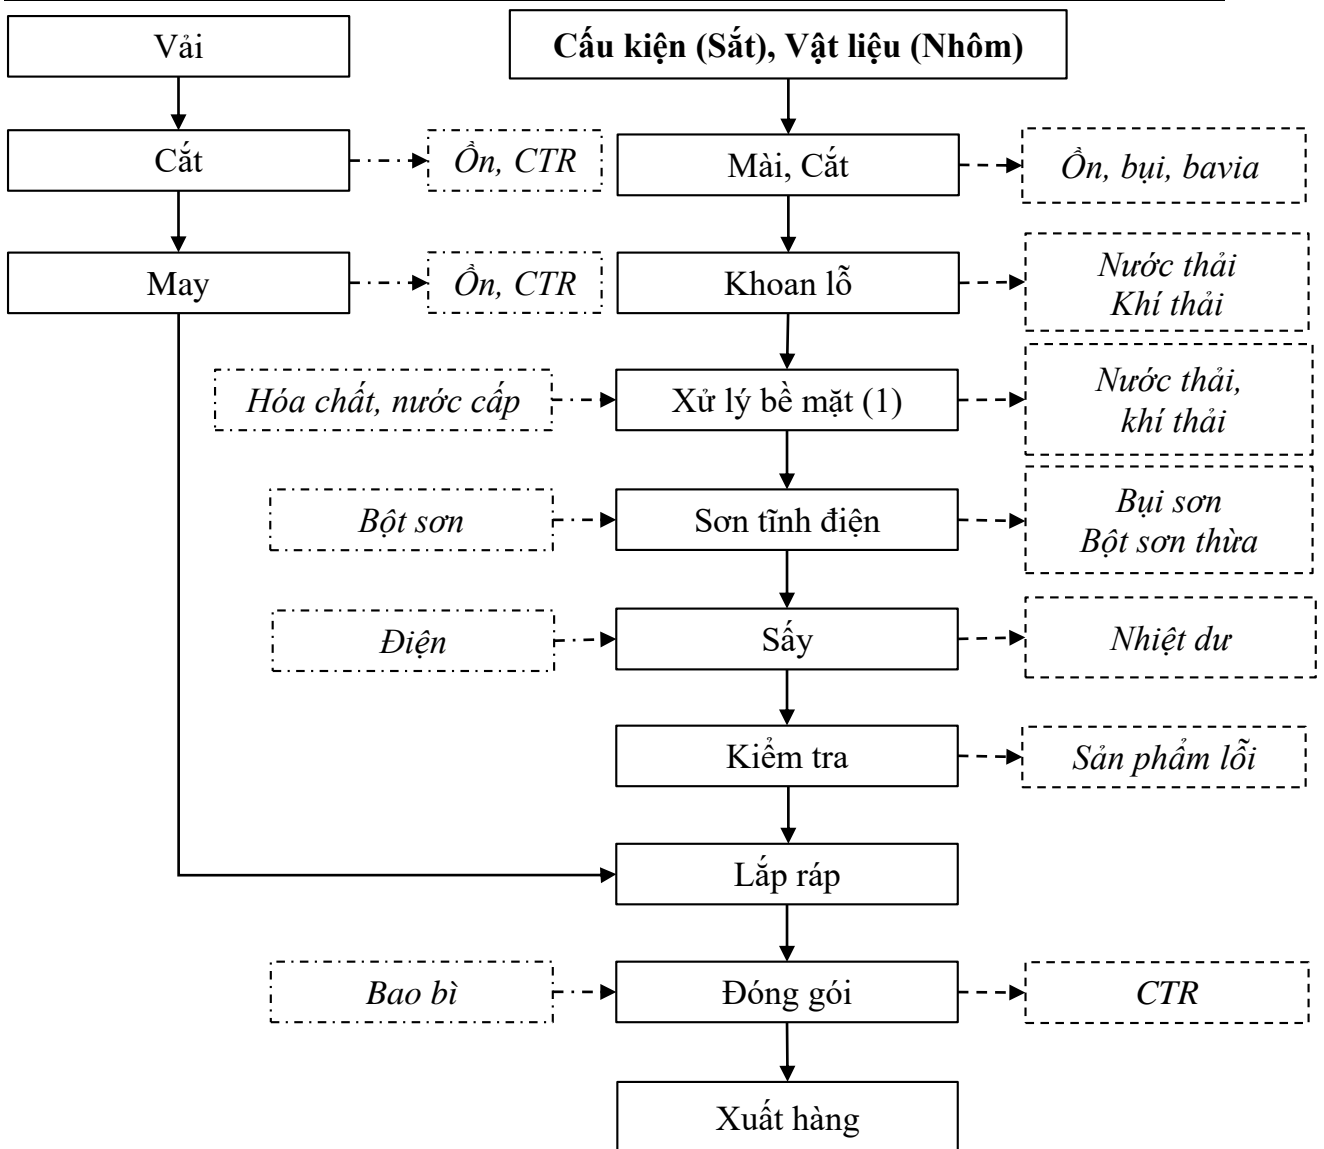 Vải
Cấu kiện (Sắt), Vật liệu (Nhôm)
Cắt
Ồn, CTR
Mài, Cắt
Ồn, bụi, bavia
May
Ồn, CTR
Khoan lỗ
Nước thải
Khí thải
Hóa chất, nước cấp
Xử lý bề mặt (1)
Nước thải,
khí thải
Bột sơn
Sơn tĩnh điện
Bụi sơn
Bột sơn thừa
Điện
Sấy
Nhiệt dư
Kiểm tra
Sản phẩm lỗi
Lắp ráp
Bao bì
Đóng gói
CTR
Xuất hàng